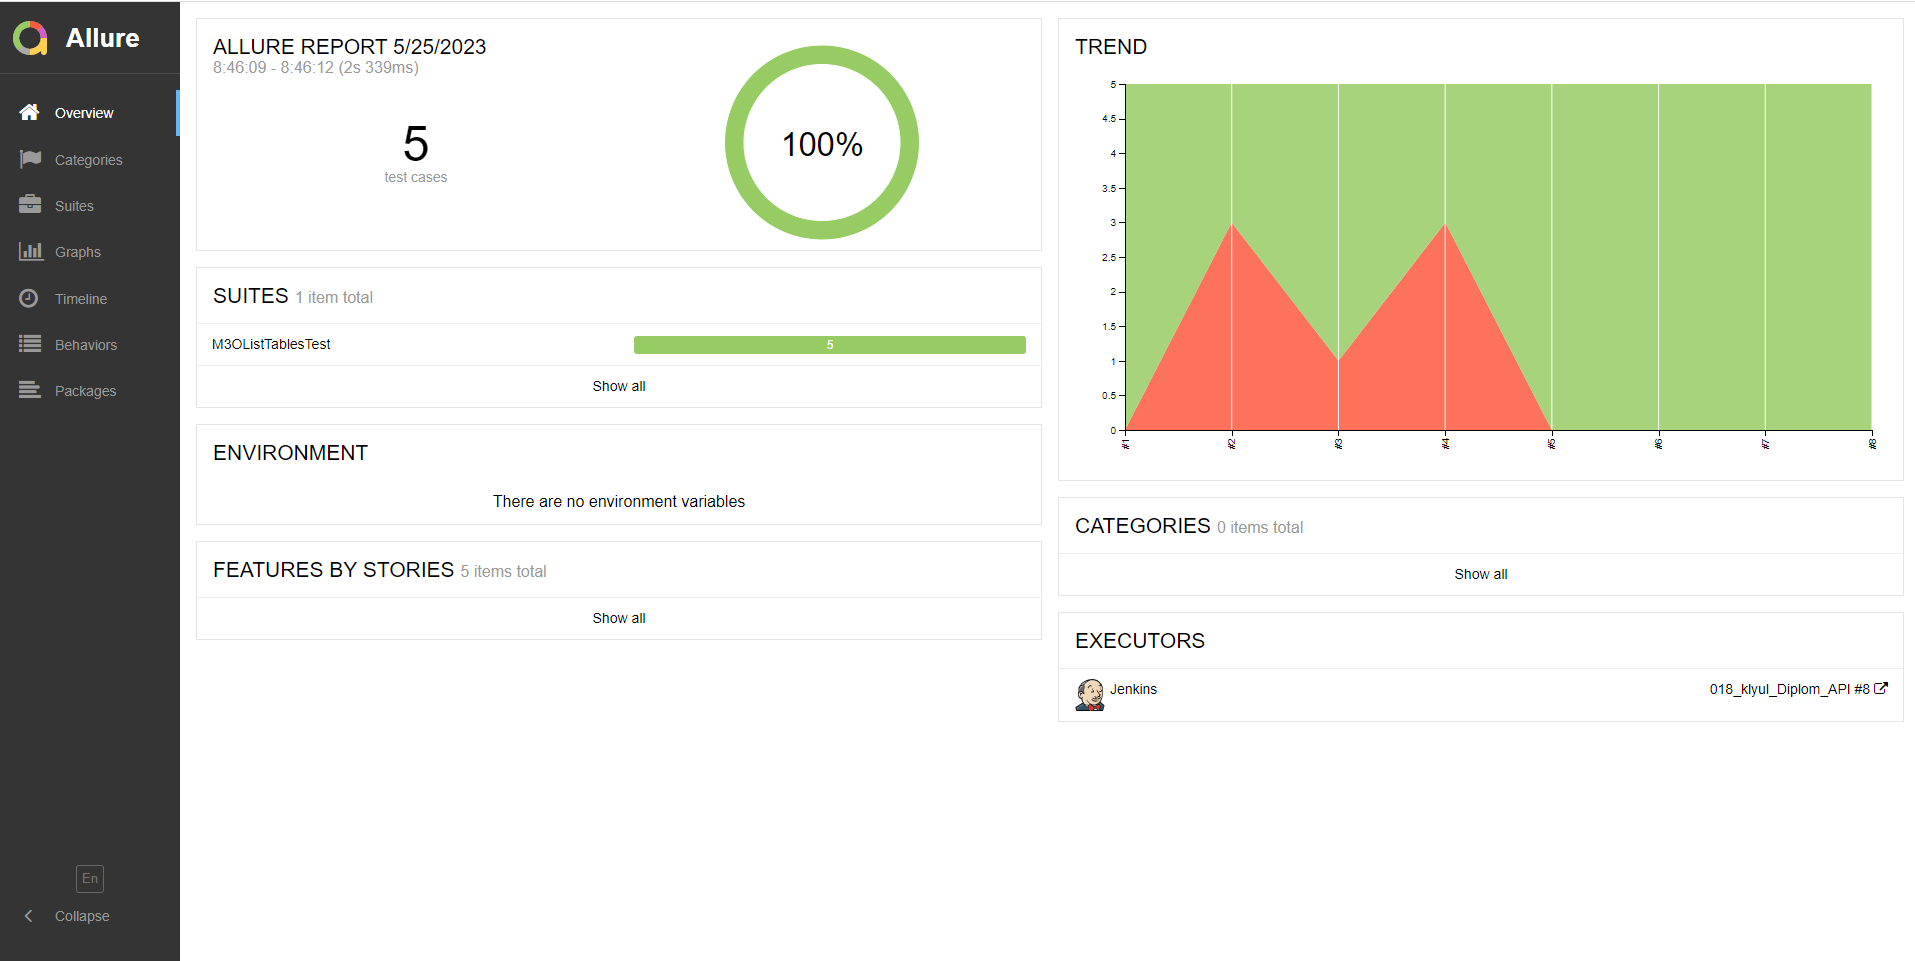 Allure
Overview
Categories
Suites
Graphs
Timeline
Behaviors
Packages
En
Collapse
ALLURE REPORT 5/25/2023
8:46:09 - 8:46:12 (2s 339ms)
5
test cases
100%
SUITES 1 item total
M3OListTablesTest
5
Show all
ENVIRONMENT
There are no environment variables
FEATURES BY STORIES 5 items total
Show all
TREND
5
4.5
4
3.5
3
2.5
2
1.5
1
0.5
0
#1
#2
#3
#4
#5
#6
#7
#8
CATEGORIES 0 items total
Show all
EXECUTORS
Jenkins
018_klyul_Diplom_API #8